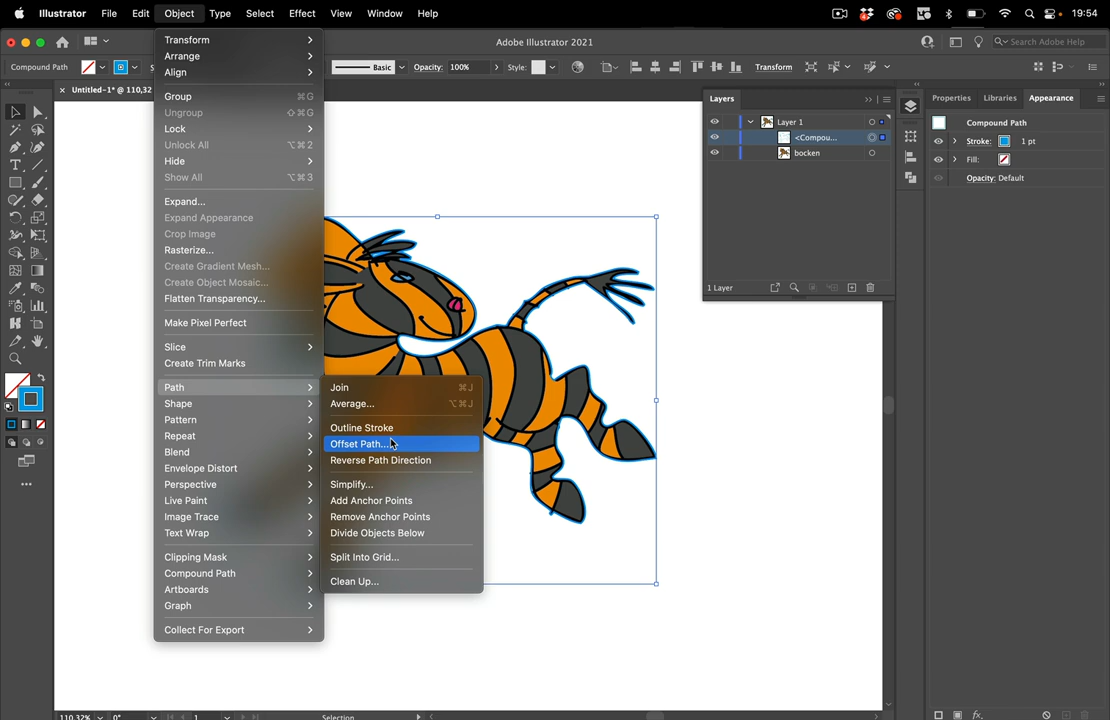 Illustrator File Edit Object Type Select Effect View Window Help 19:54
Adobe Illustrator 2021 Search Adobe Help
Compound Path Basic Opacity: 100% Style: Transform
Untitled-1* @ 110,32
Transform
Arrange
Align
Group ⌘G
Ungroup ⇧⌘G
Lock
Unlock All ⌥⌘2
Hide
Show All ⌥⌘3
Expand...
Expand Appearance
Crop Image
Rasterize...
Create Gradient Mesh...
Create Object Mosaic...
Flatten Transparency...
Make Pixel Perfect
Slice
Create Trim Marks
Path
Shape
Pattern
Repeat
Blend
Envelope Distort
Perspective
Live Paint
Image Trace
Text Wrap
Clipping Mask
Compound Path
Artboards
Graph
Collect For Export
Join ⌘J
Average... ⌥⌘J
Outline Stroke
Offset Path...
Reverse Path Direction
Simplify...
Add Anchor Points
Remove Anchor Points
Divide Objects Below
Split Into Grid...
Clean Up...
Layers
Layer 1
<Compou...
bocken
1 Layer
Properties Libraries Appearance
Compound Path
Stroke: 1 pt
Fill:
Opacity: Default
110,32% 0° 1 Selection